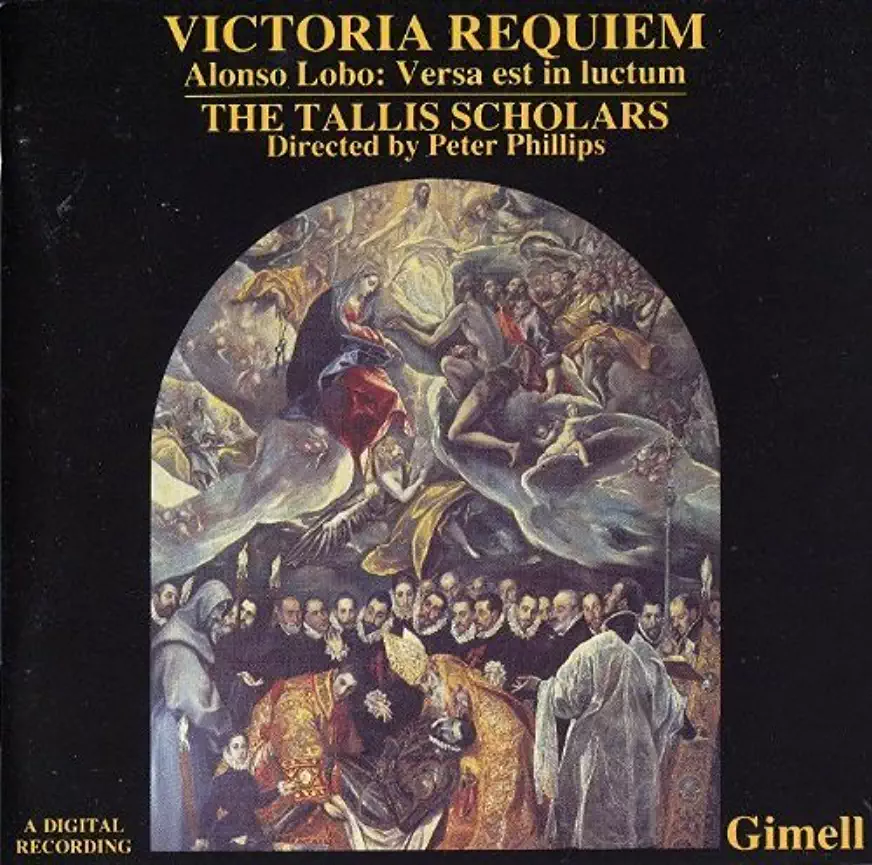 VICTORIA REQUIEM
Alonso Lobo: Versa est in luctum
THE TALLIS SCHOLARS
Directed by Peter Phillips
A DIGITAL
RECORDING
Gimell